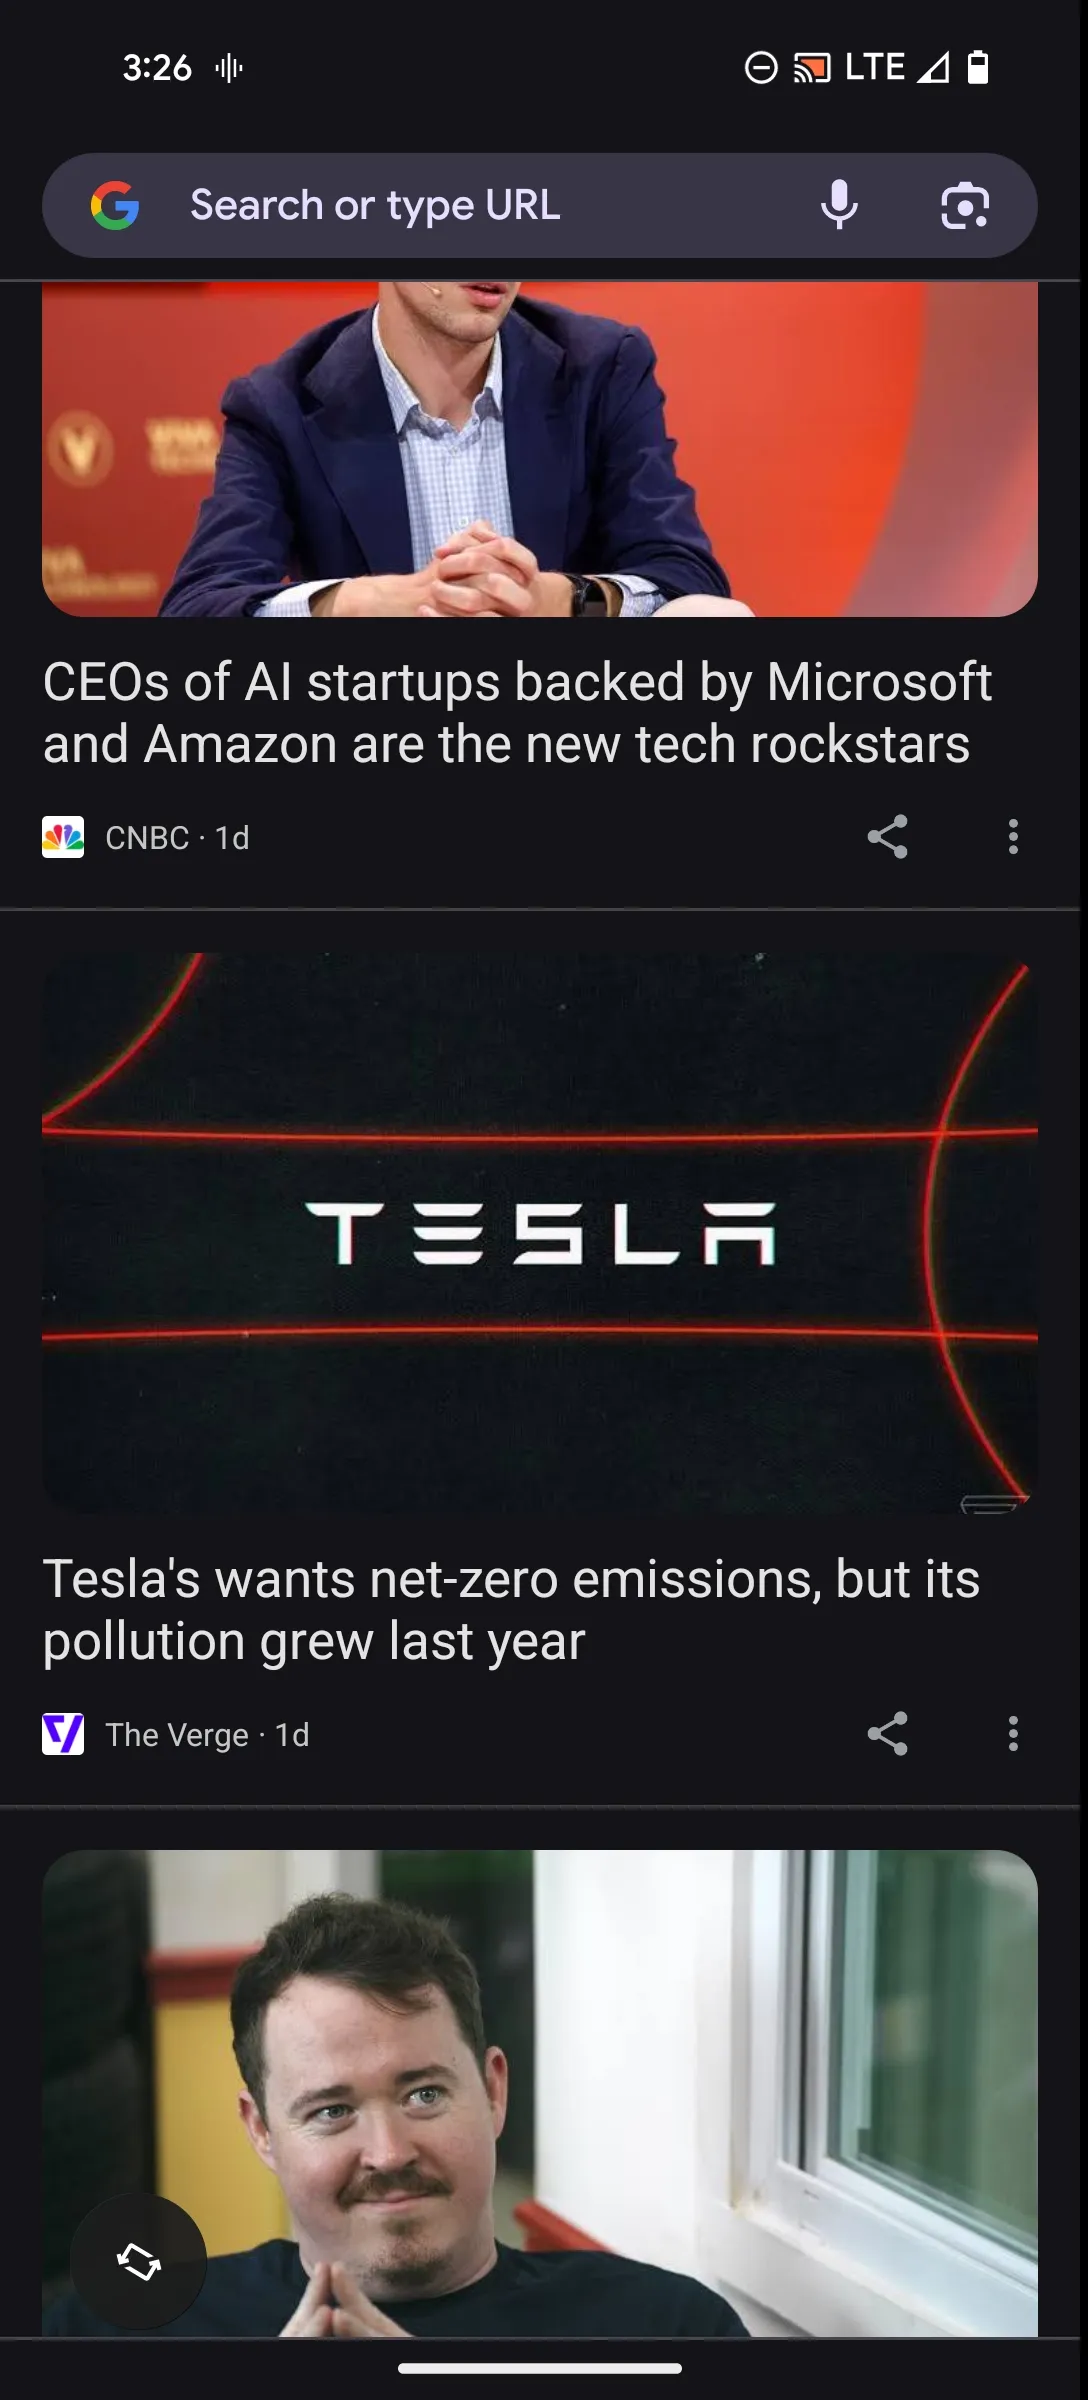 3:26
LTE
Search or type URL
CEOs of AI startups backed by Microsoft
and Amazon are the new tech rockstars
CNBC · 1d
TESLA
Tesla's wants net-zero emissions, but its
pollution grew last year
The Verge · 1d